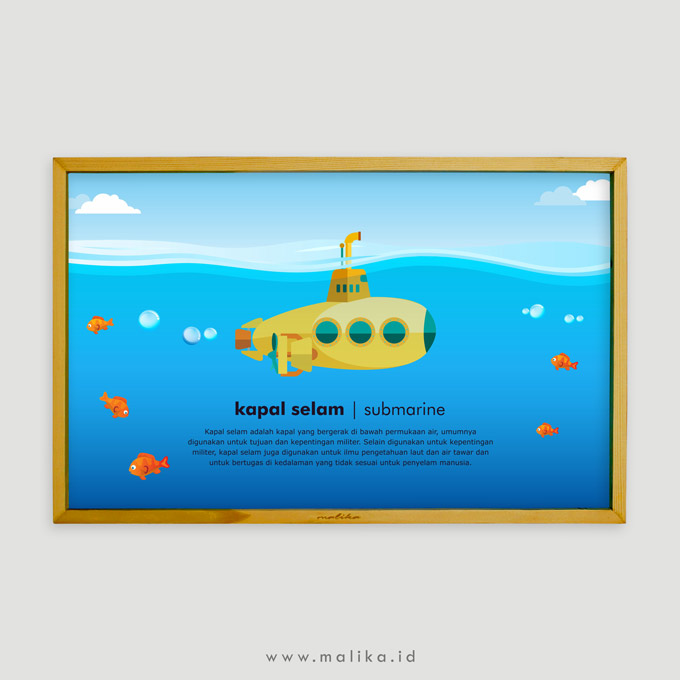 kapal selam | submarine
Kapal selam adalah kapal yang bergerak di bawah permukaan air, umumnya
digunakan untuk tujuan dan kepentingan militer. Selain digunakan untuk kepentingan
militer, kapal selam juga digunakan untuk ilmu pengetahuan laut dan air tawar dan
untuk bertugas di kedalaman yang tidak sesuai untuk penyelam manusia.
malika
www.malika.id